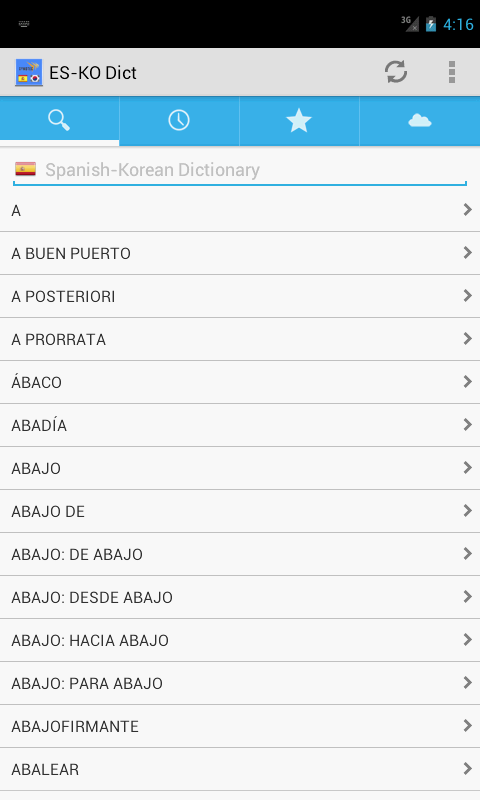 3G
4:16
ES-KO Dict
Spanish-Korean Dictionary
A
A BUEN PUERTO
A POSTERIORI
A PRORRATA
ÁBACO
ABADÍA
ABAJO
ABAJO DE
ABAJO: DE ABAJO
ABAJO: DESDE ABAJO
ABAJO: HACIA ABAJO
ABAJO: PARA ABAJO
ABAJOFIRMANTE
ABALEAR